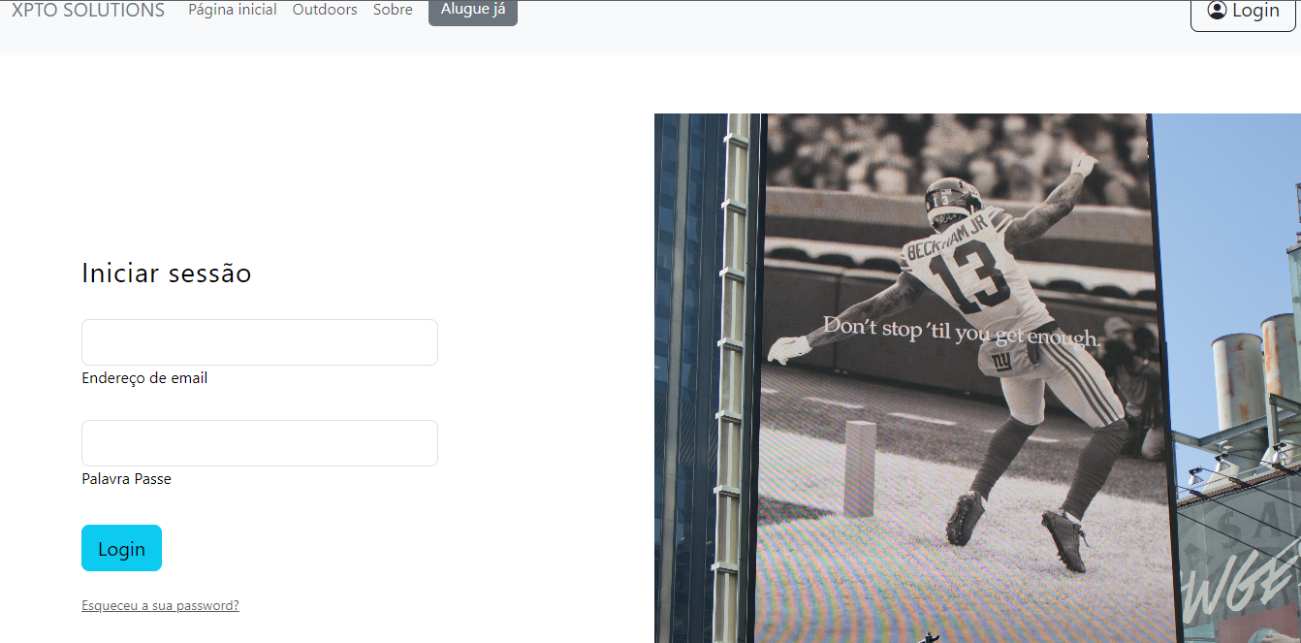 XPTO SOLUTIONS Página inicial Outdoors Sobre Alugue já Login
Iniciar sessão
Endereço de email
Palavra Passe
Login
Esqueceu a sua password?
BECKHAM JR
13
Don't stop 'til you get enough.
ny